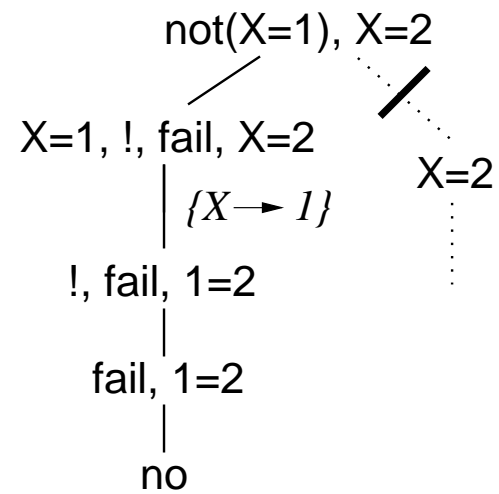 not(X=1), X=2
X=1, !, fail, X=2
X=2
{X→ 1}
!, fail, 1=2
fail, 1=2
no